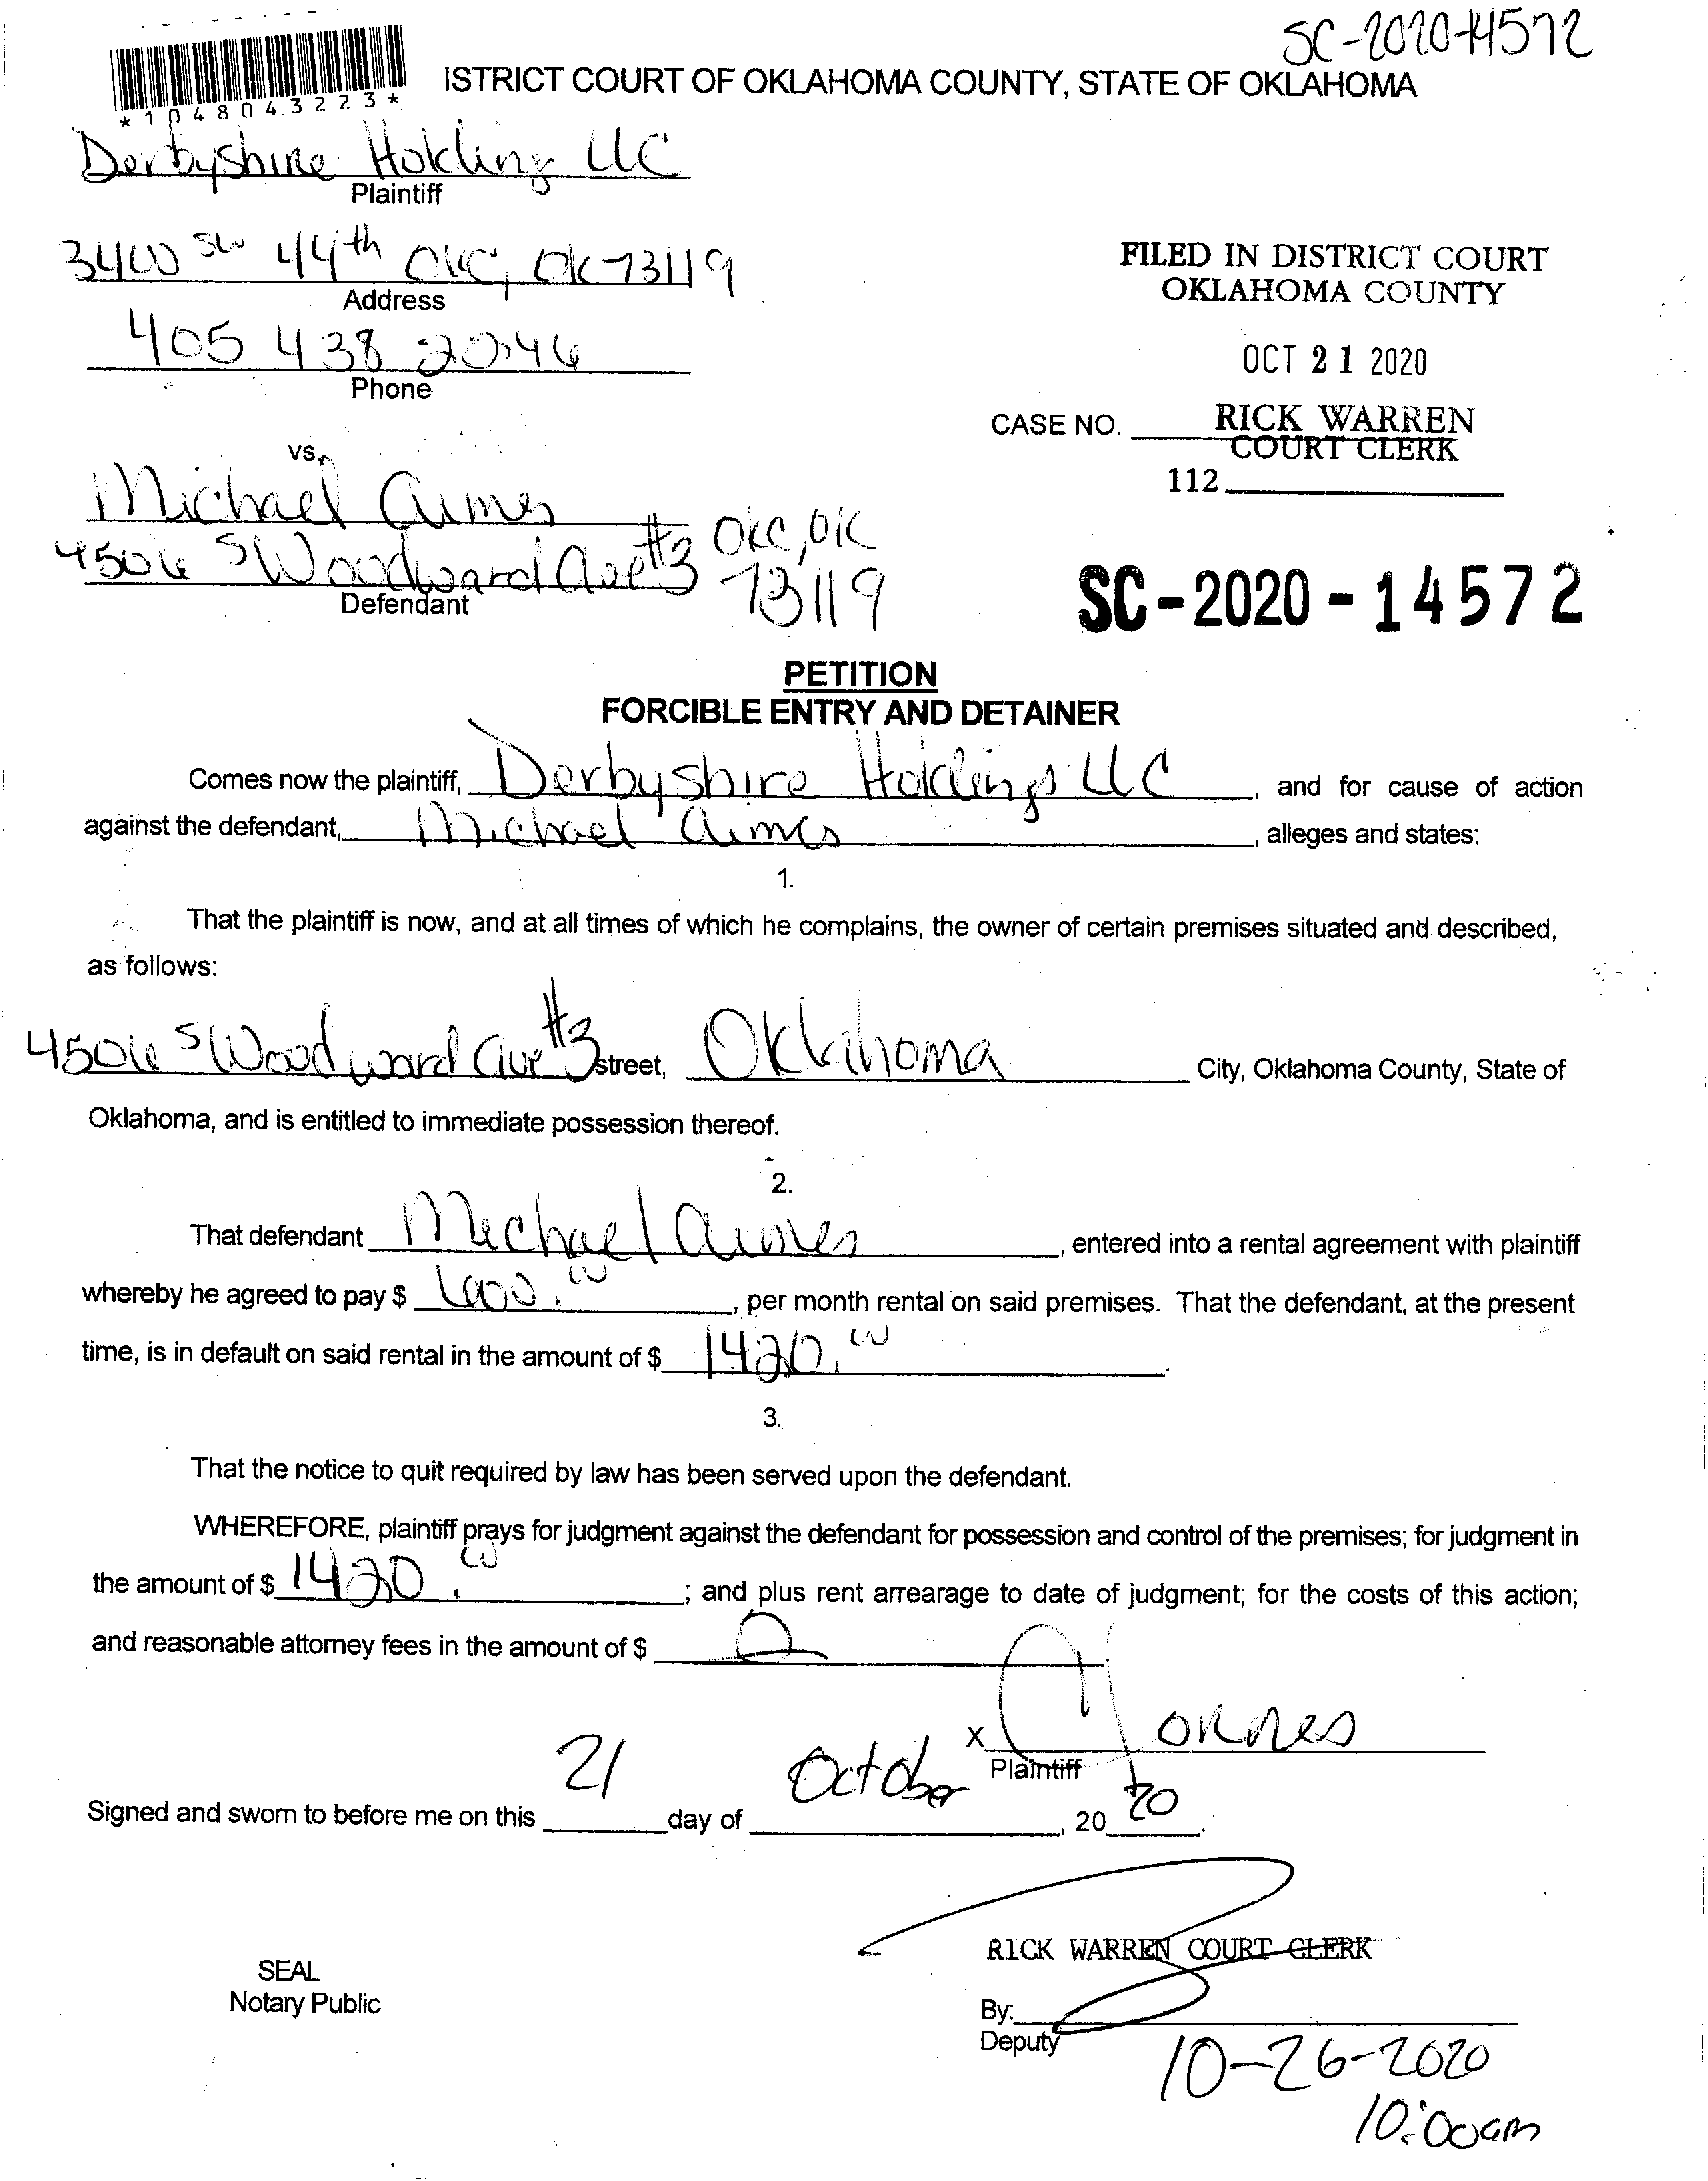 SC-2020-14572
ISTRICT COURT OF OKLAHOMA COUNTY, STATE OF OKLAHOMA
*1048043223*
Derbyshire Holding LLC
Plaintiff
3400 SW 44th OKC, OK 73119
Address
405 438 2046
Phone
FILED IN DISTRICT COURT
OKLAHOMA COUNTY
OCT 21 2020
CASE NO. RICK WARREN
COURT CLERK
112
vs.
Michael Aimes
4506 S Woodward Ave #3 OKC, OK 73119
Defendant
SC-2020-14572
PETITION
FORCIBLE ENTRY AND DETAINER
Comes now the plaintiff, Derbyshire Holdings LLC, and for cause of action
against the defendant, Michael Aimes, alleges and states:
1.
That the plaintiff is now, and at all times of which he complains, the owner of certain premises situated and described,
as follows:
4506 S Woodward Ave #3 street, Oklahoma City, Oklahoma County, State of
Oklahoma, and is entitled to immediate possession thereof.
2.
That defendant Michael Aimes, entered into a rental agreement with plaintiff
whereby he agreed to pay $ 600.00, per month rental on said premises. That the defendant, at the present
time, is in default on said rental in the amount of $ 1420.00.
3.
That the notice to quit required by law has been served upon the defendant.
WHEREFORE, plaintiff prays for judgment against the defendant for possession and control of the premises; for judgment in
the amount of $ 1420.00; and plus rent arrearage to date of judgment; for the costs of this action;
and reasonable attorney fees in the amount of $
X
Plaintiff
Signed and sworn to before me on this 21 day of October, 20 20.
RICK WARREN COURT CLERK
SEAL
Notary Public
By:
Deputy
10-26-2020
10:00am